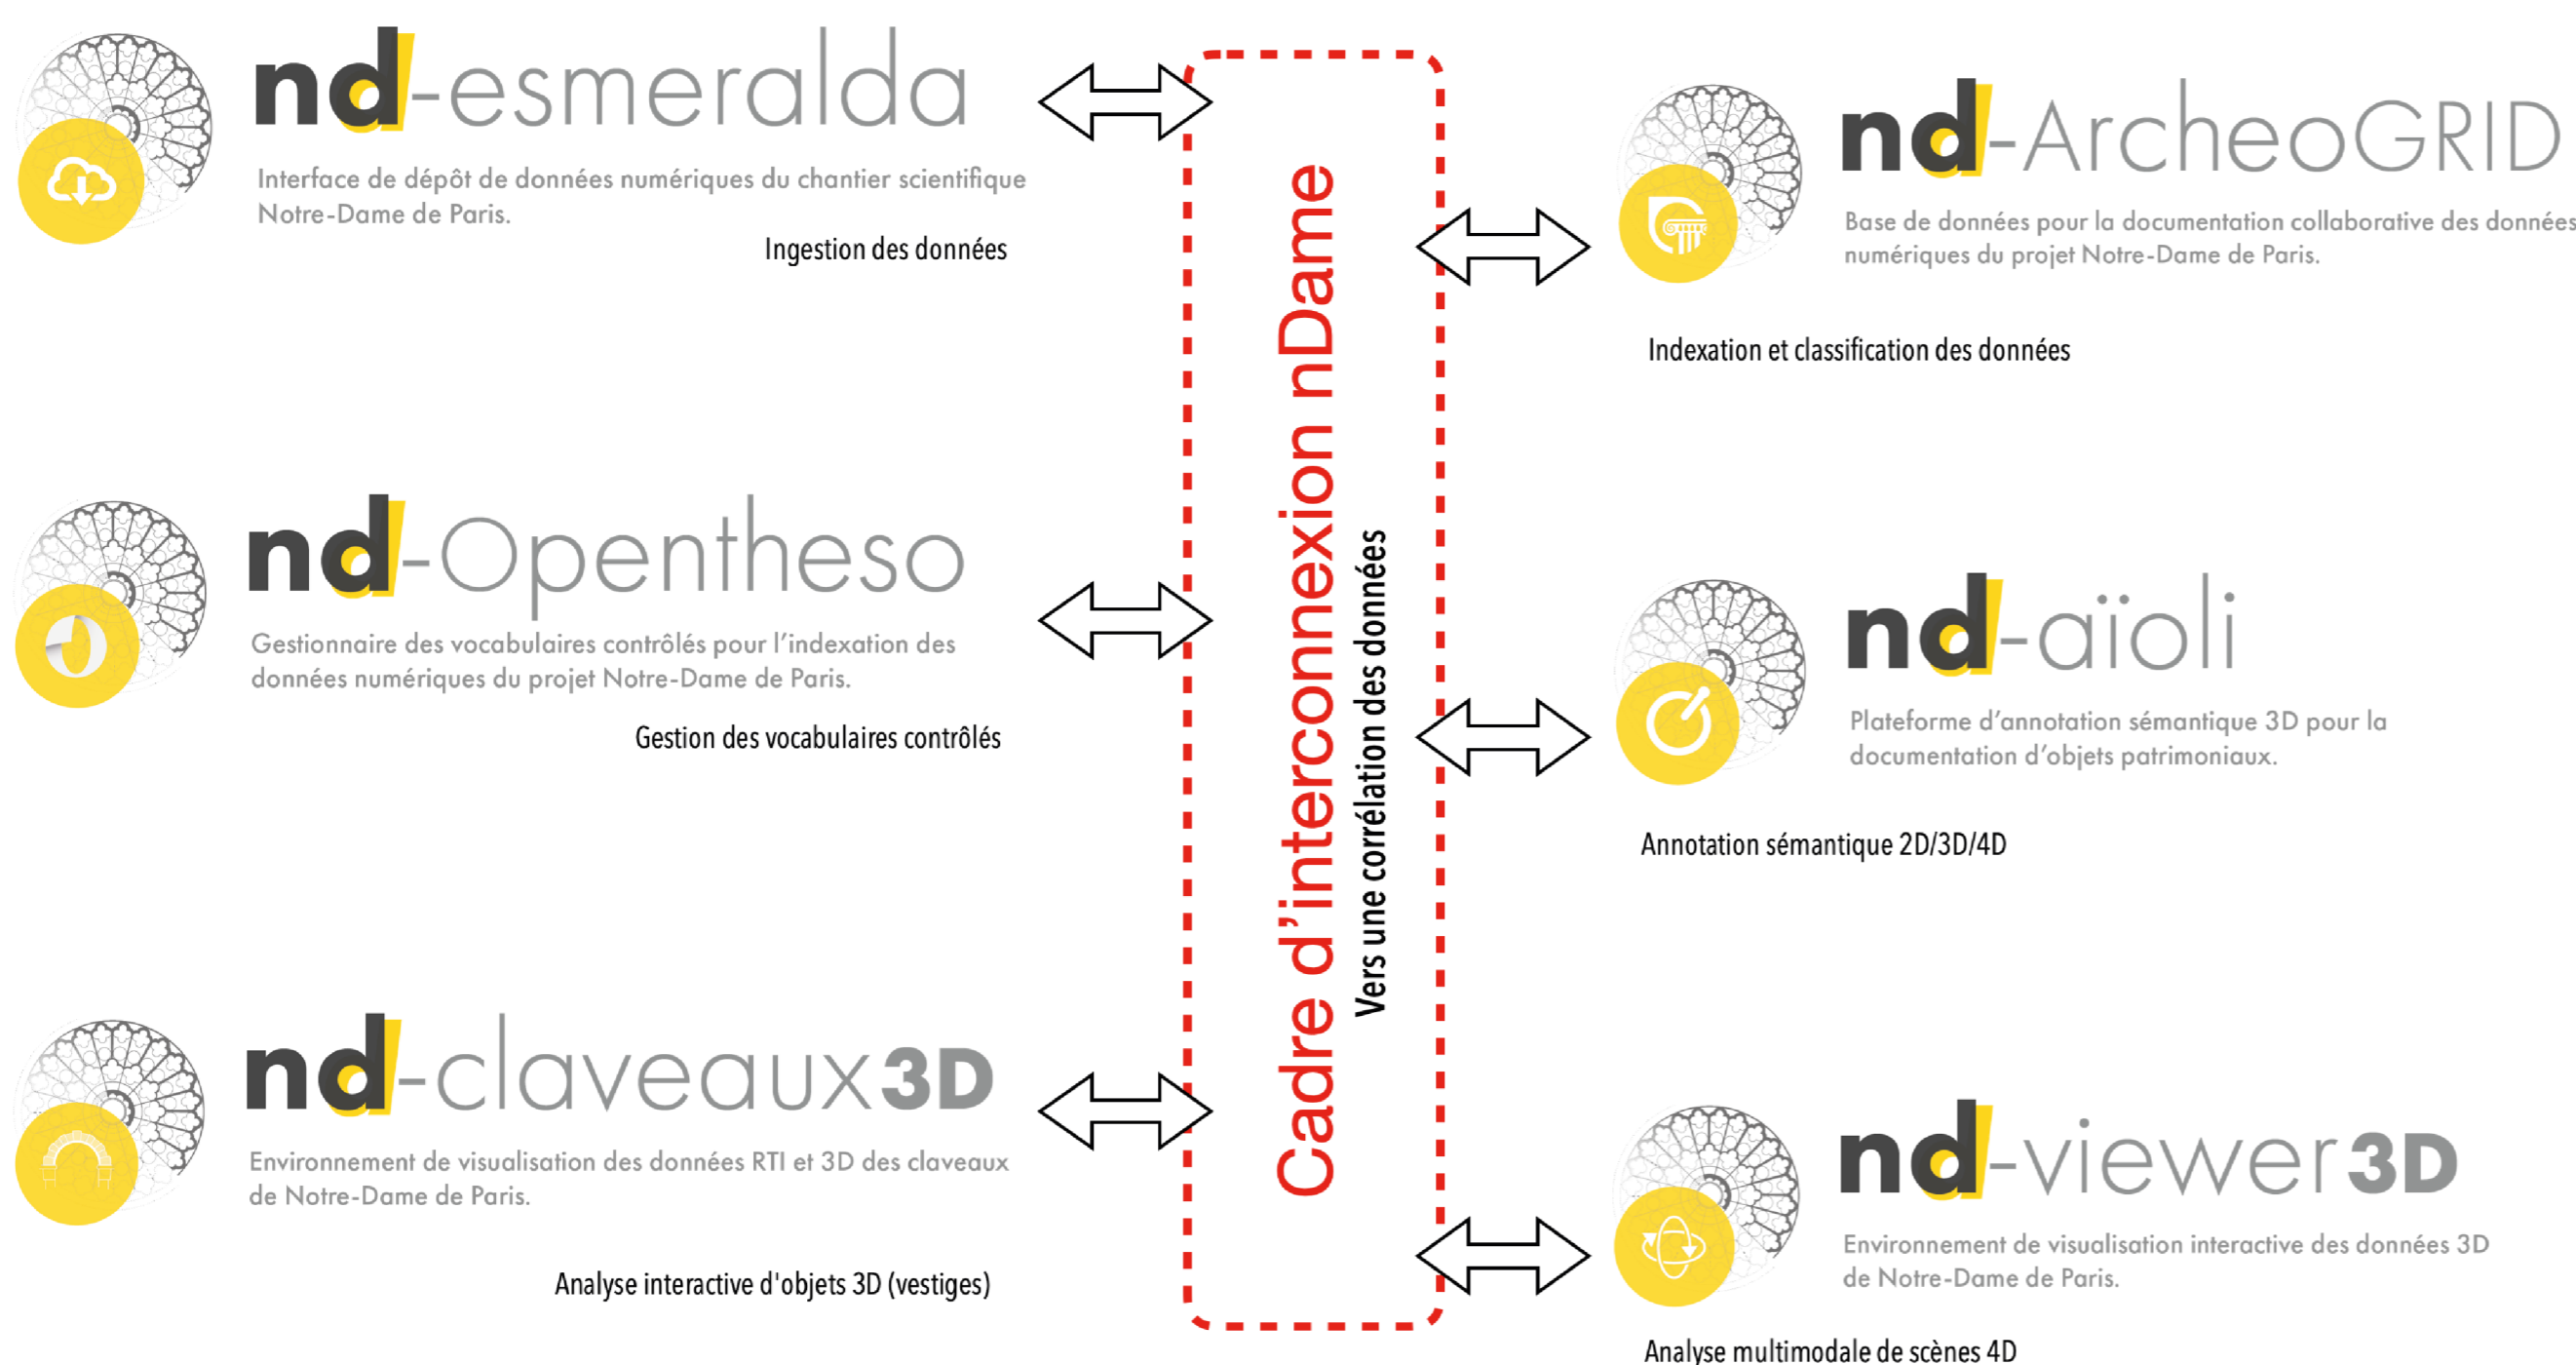 nd-esmeralda
Interface de dépôt de données numériques du chantier scientifique
Notre-Dame de Paris.
Ingestion des données
nd-Opentheso
Gestionnaire des vocabulaires contrôlés pour l'indexation des
données numériques du projet Notre-Dame de Paris.
Gestion des vocabulaires contrôlés
nd-claveaux3D
Environnement de visualisation des données RTI et 3D des claveaux
de Notre-Dame de Paris.
Analyse interactive d'objets 3D (vestiges)
Cadre d'interconnexion nDame
Vers une corrélation des données
nd-ArcheoGRID
Base de données pour la documentation collaborative des données
numériques du projet Notre-Dame de Paris.
Indexation et classification des données
nd-aïoli
Plateforme d'annotation sémantique 3D pour la
documentation d'objets patrimoniaux.
Annotation sémantique 2D/3D/4D
nd-viewer3D
Environnement de visualisation interactive des données 3D
de Notre-Dame de Paris.
Analyse multimodale de scènes 4D